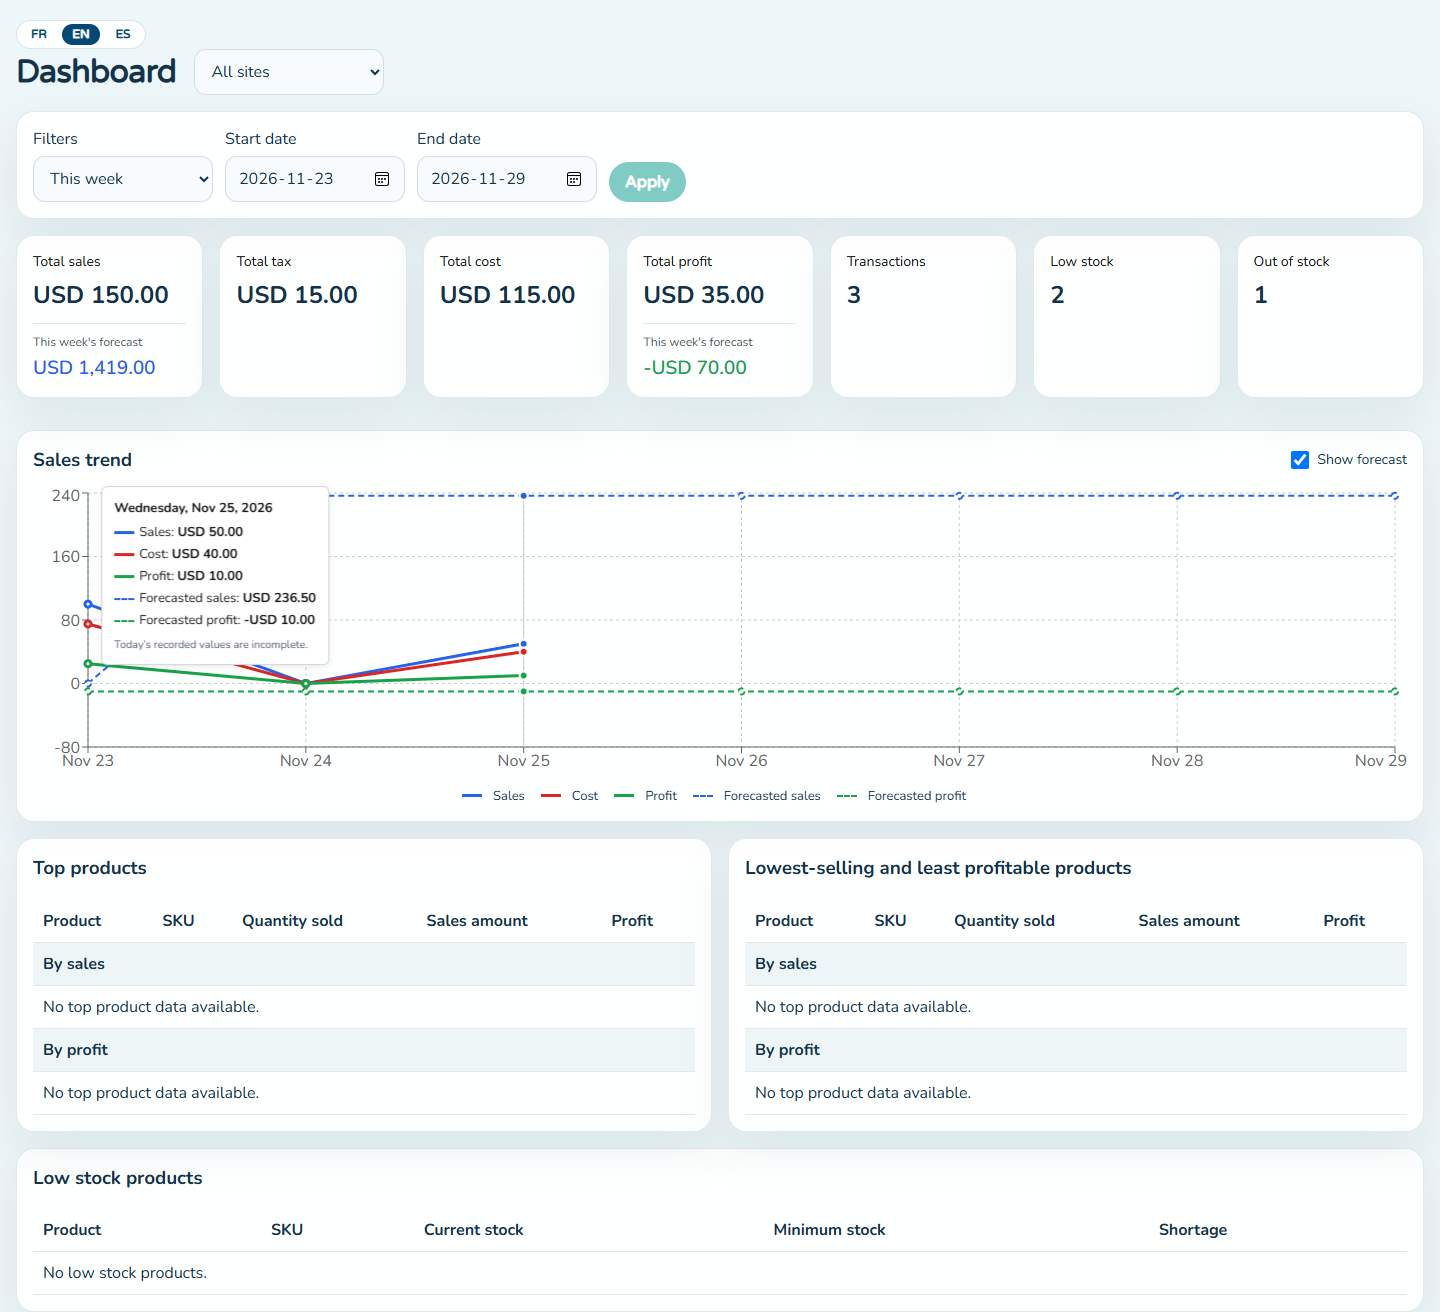 FR EN ES
Dashboard All sites
Filters Start date End date
This week 2026-11-23 2026-11-29 Apply
Total sales
USD 150.00
This week's forecast
USD 1,419.00
Total tax
USD 15.00
Total cost
USD 115.00
Total profit
USD 35.00
This week's forecast
-USD 70.00
Transactions
3
Low stock
2
Out of stock
1
Sales trend Show forecast
240
160
80
0
-80
Wednesday, Nov 25, 2026
Sales: USD 50.00
Cost: USD 40.00
Profit: USD 10.00
Forecasted sales: USD 236.50
Forecasted profit: -USD 10.00
Today's recorded values are incomplete.
Nov 23 Nov 24 Nov 25 Nov 26 Nov 27 Nov 28 Nov 29
Sales Cost Profit Forecasted sales Forecasted profit
Top products
Product SKU Quantity sold Sales amount Profit
By sales
No top product data available.
By profit
No top product data available.
Lowest-selling and least profitable products
Product SKU Quantity sold Sales amount Profit
By sales
No top product data available.
By profit
No top product data available.
Low stock products
Product SKU Current stock Minimum stock Shortage
No low stock products.